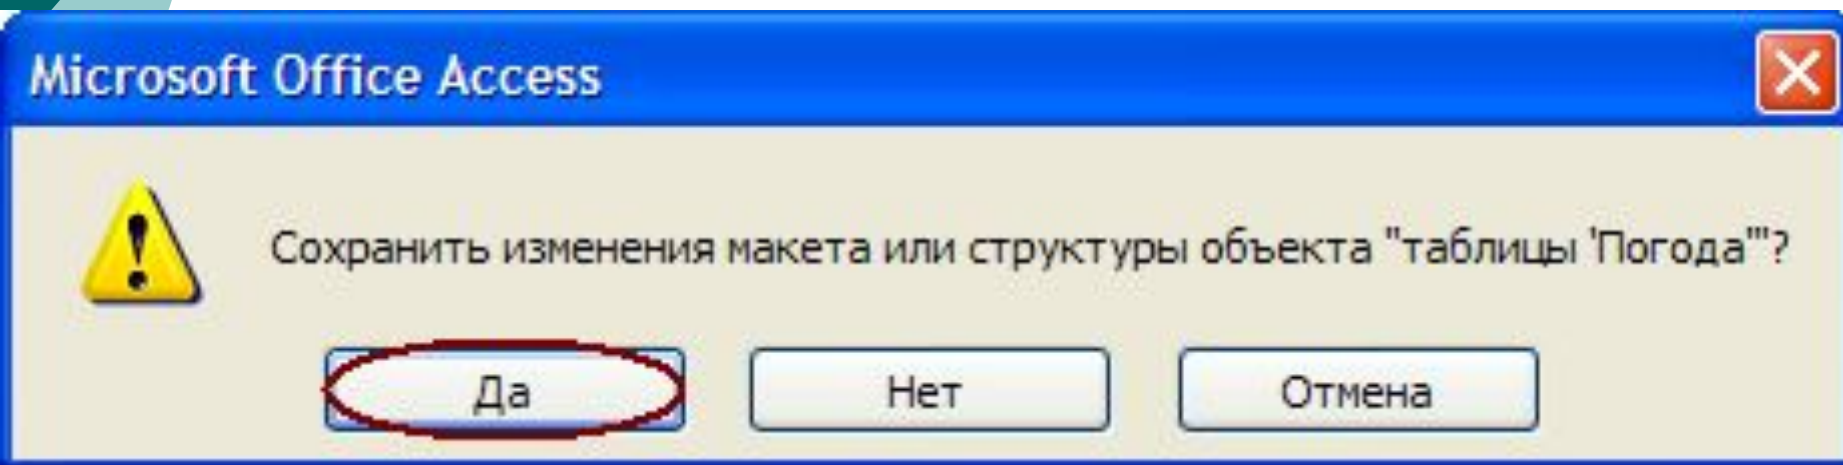 Microsoft Office Access
Сохранить изменения макета или структуры объекта "таблицы 'Погода'"?
Да Нет Отмена